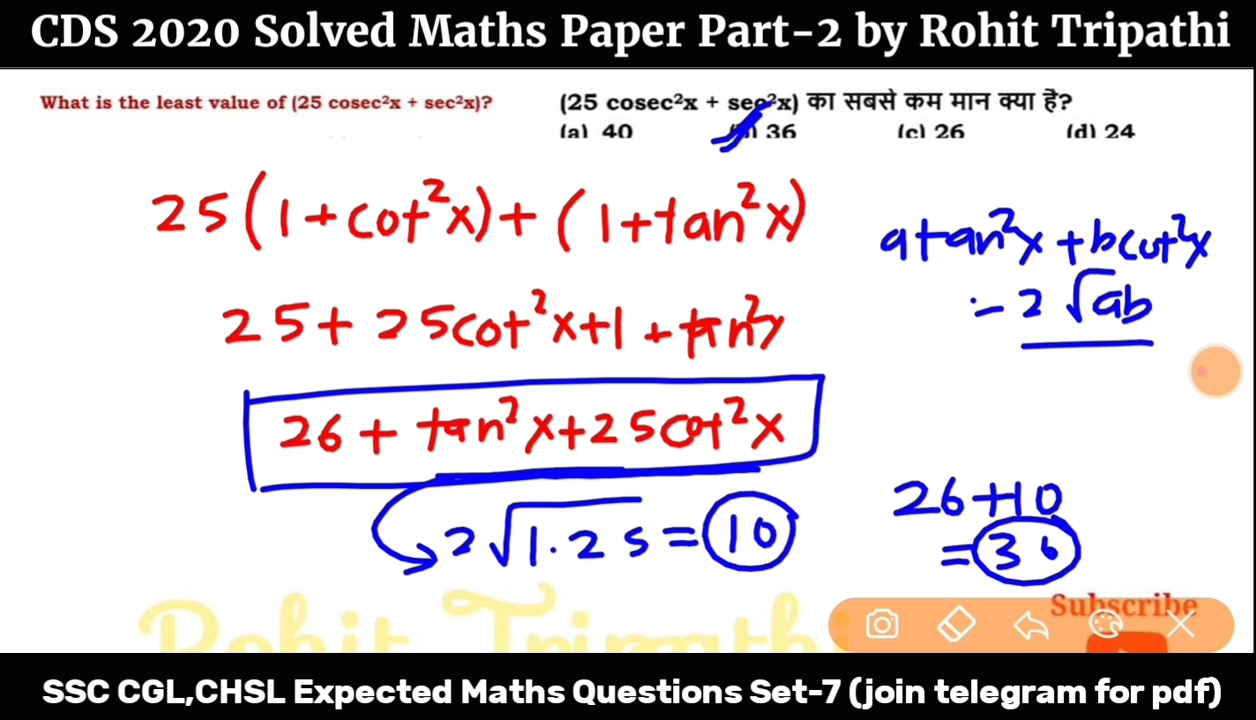 CDS 2020 Solved Maths Paper Part-2 by Rohit Tripathi
What is the least value of (25 cosec²x + sec²x)?
(25 cosec²x + sec²x) का सबसे कम मान क्या है?
(a) 40 (b) 36 (c) 26 (d) 24
25(1+cot²x)+(1+tan²x)
25+25cot²x+1+tan²x
26+tan²x+25cot²x
2√1.25=10
atan²x+bcot²x
:- 2√ab
26+10
=36
Rohit Tripathi
Subscribe
SSC CGL,CHSL Expected Maths Questions Set-7 (join telegram for pdf)